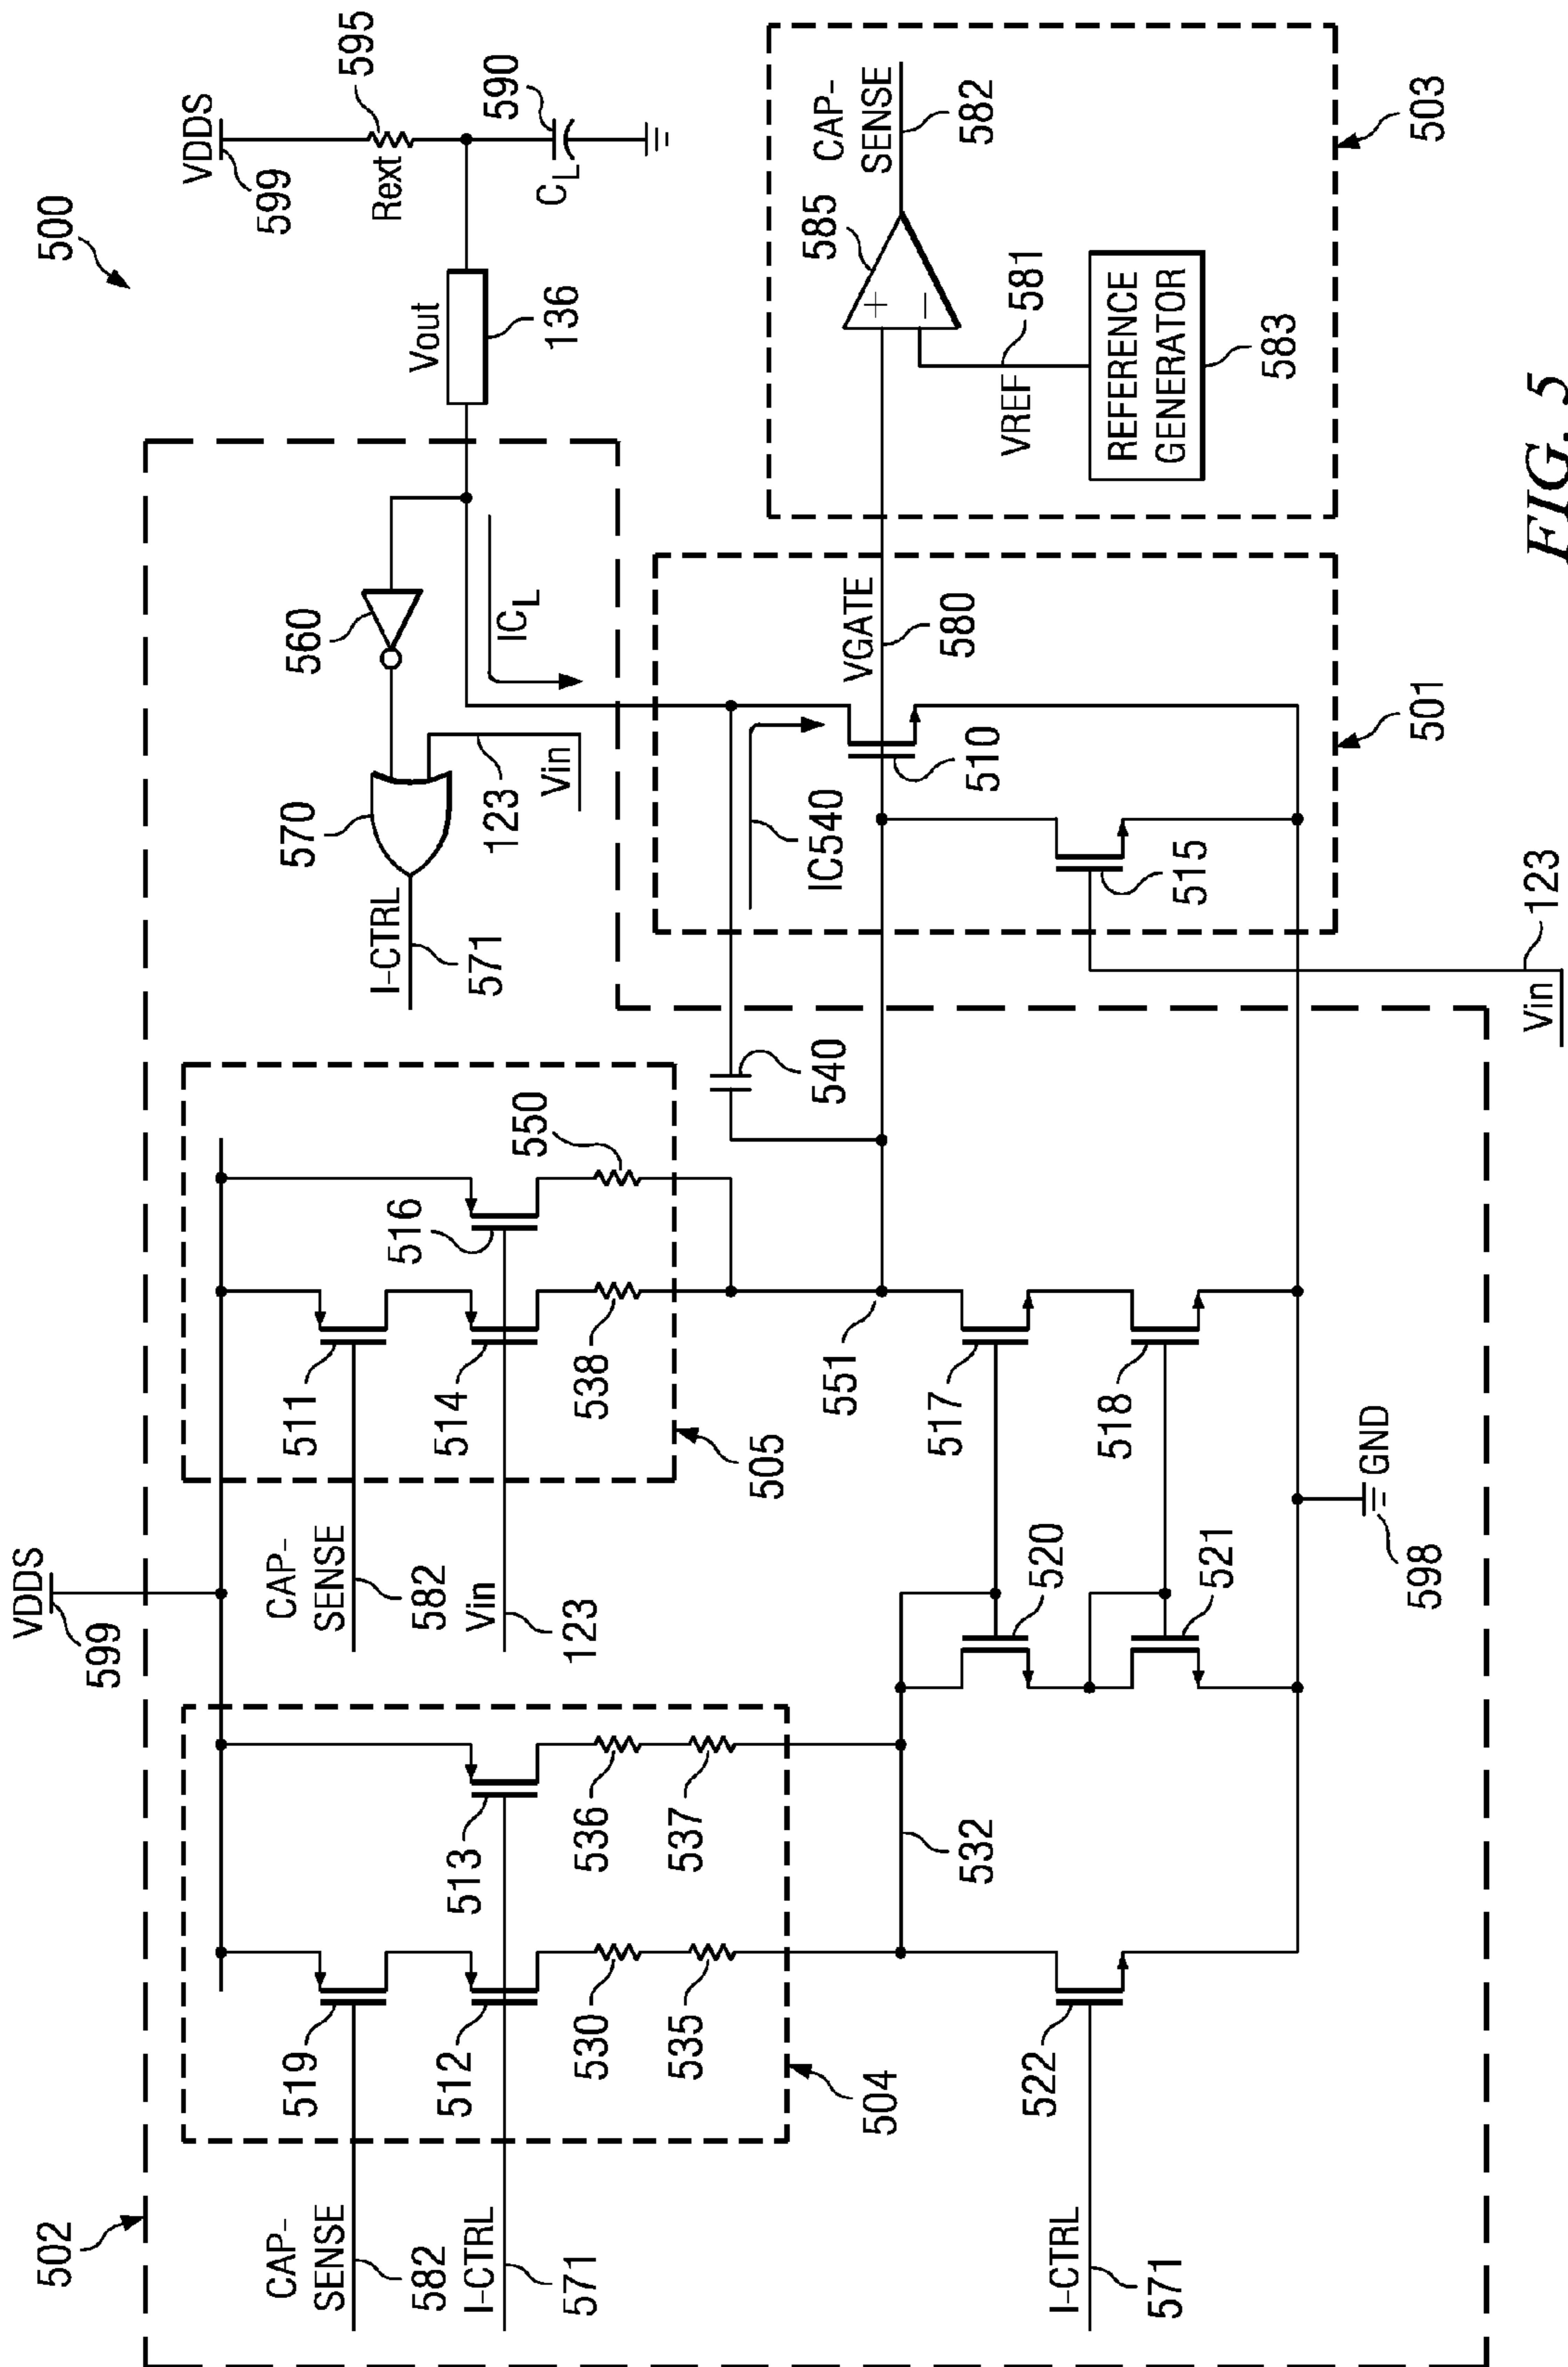 500
VDDS
599
595
Rext
590
CL
Vout
136
560
570
ICL
123
Vin
I-CTRL
571
VDDS
599
502
CAP-
SENSE
582
I-CTRL
571
519
512
513
530
535
536
537
504
532
CAP-
SENSE
582
Vin
123
511
514
516
538
550
505
540
551
IC540
VGATE
580
510
515
501
Vin
123
CAP-
SENSE
582
585
+
−
VREF
581
REFERENCE
GENERATOR
583
503
517
518
520
521
522
I-CTRL
571
GND
598
FIG. 5